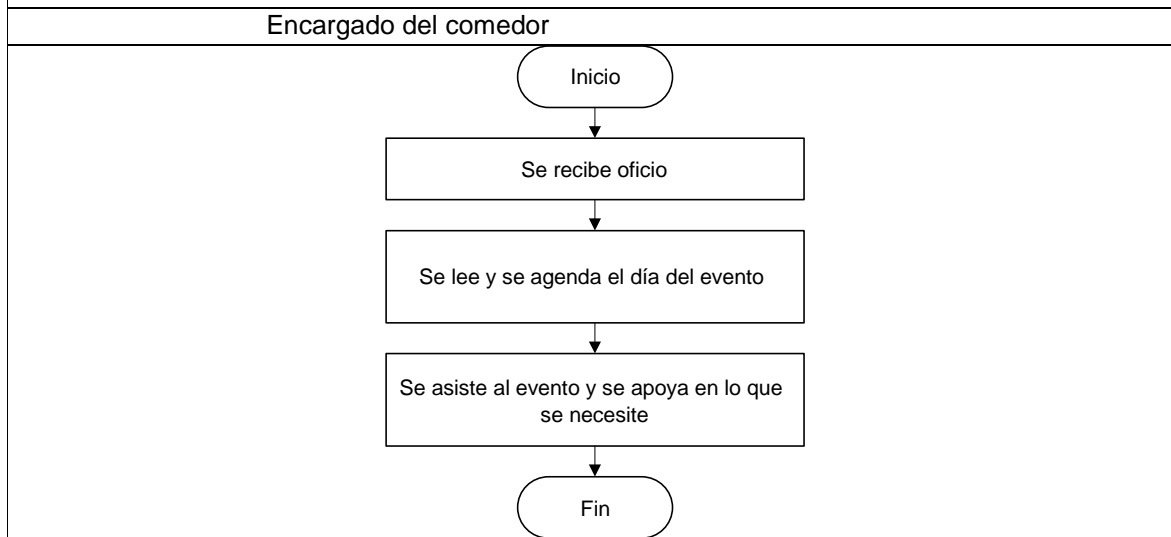 Encargado del comedor
Inicio
Se recibe oficio
Se lee y se agenda el día del evento
Se asiste al evento y se apoya en lo que
se necesite
Fin